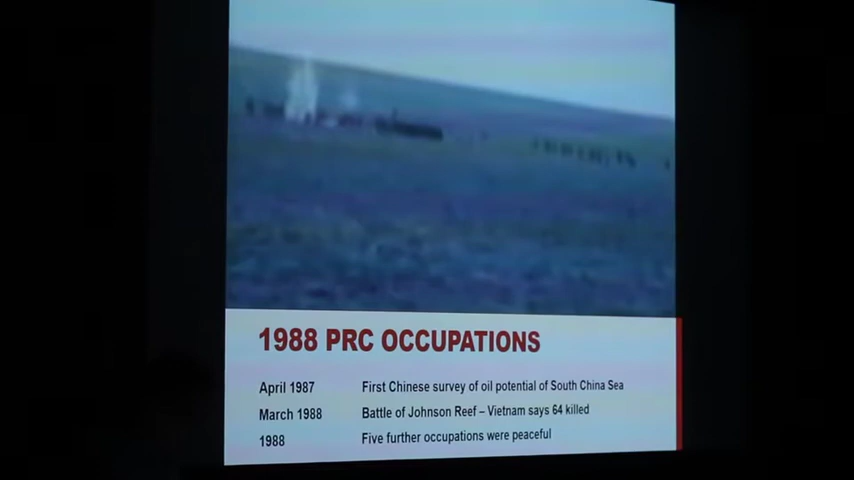 1988 PRC OCCUPATIONS
April 1987 First Chinese survey of oil potential of South China Sea
March 1988 Battle of Johnson Reef – Vietnam says 64 killed
1988 Five further occupations were peaceful